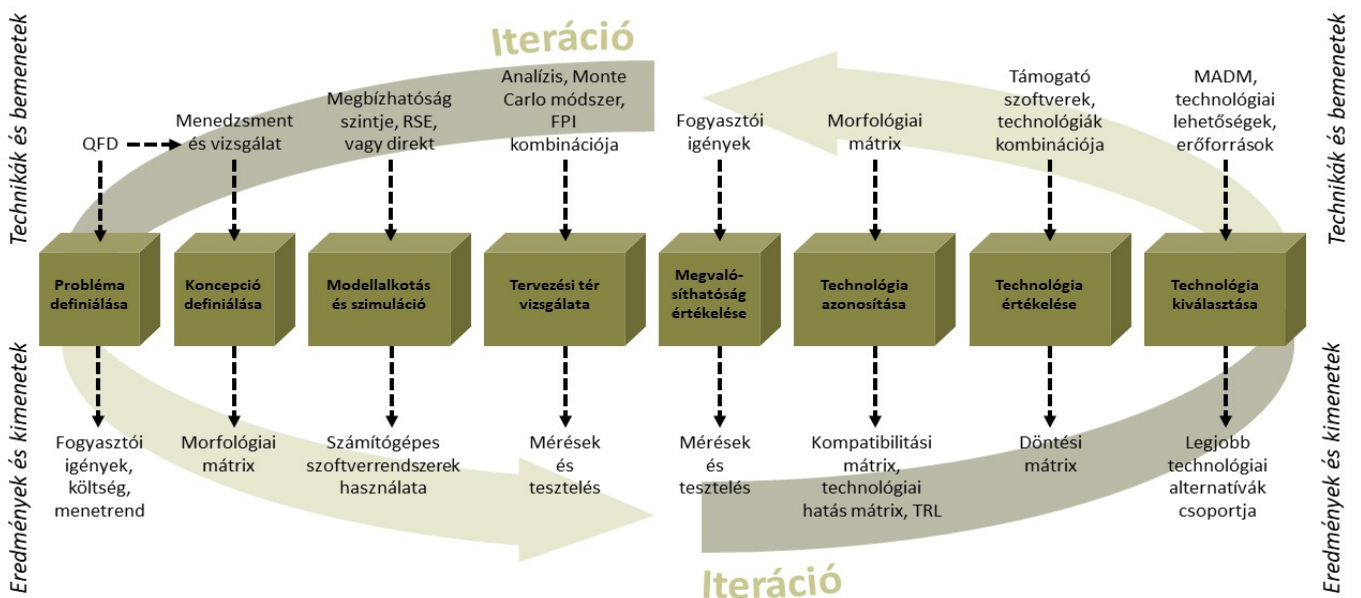 Iteráció
Technikák és bemenetek
QFD
Menedzsment
és vizsgálat
Megbízhatóság
szintje, RSE,
vagy direkt
Analízis, Monte
Carlo módszer,
FPI
kombinációja
Fogyasztói
igények
Morfológiai
mátrix
Támogató
szoftverek,
technológiák
kombinációja
MADM,
technológiai
lehetőségek,
erőforrások
Technikák és bemenetek
Probléma
definiálása
Koncepció
definiálása
Modellalkotás
és szimuláció
Tervezési tér
vizsgálata
Megvaló-
síthatóság
értékelése
Technológia
azonosítása
Technológia
értékelése
Technológia
kiválasztása
Eredmények és kimenetek
Fogyasztói
igények,
költség,
menetrend
Morfológiai
mátrix
Számítógépes
szoftverrendszerek
használata
Mérések
és
tesztelés
Mérések
és
tesztelés
Kompatibilitási
mátrix,
technológiai
hatás mátrix, TRL
Döntési
mátrix
Legjobb
technológiai
alternatívák
csoportja
Eredmények és kimenetek
Iteráció